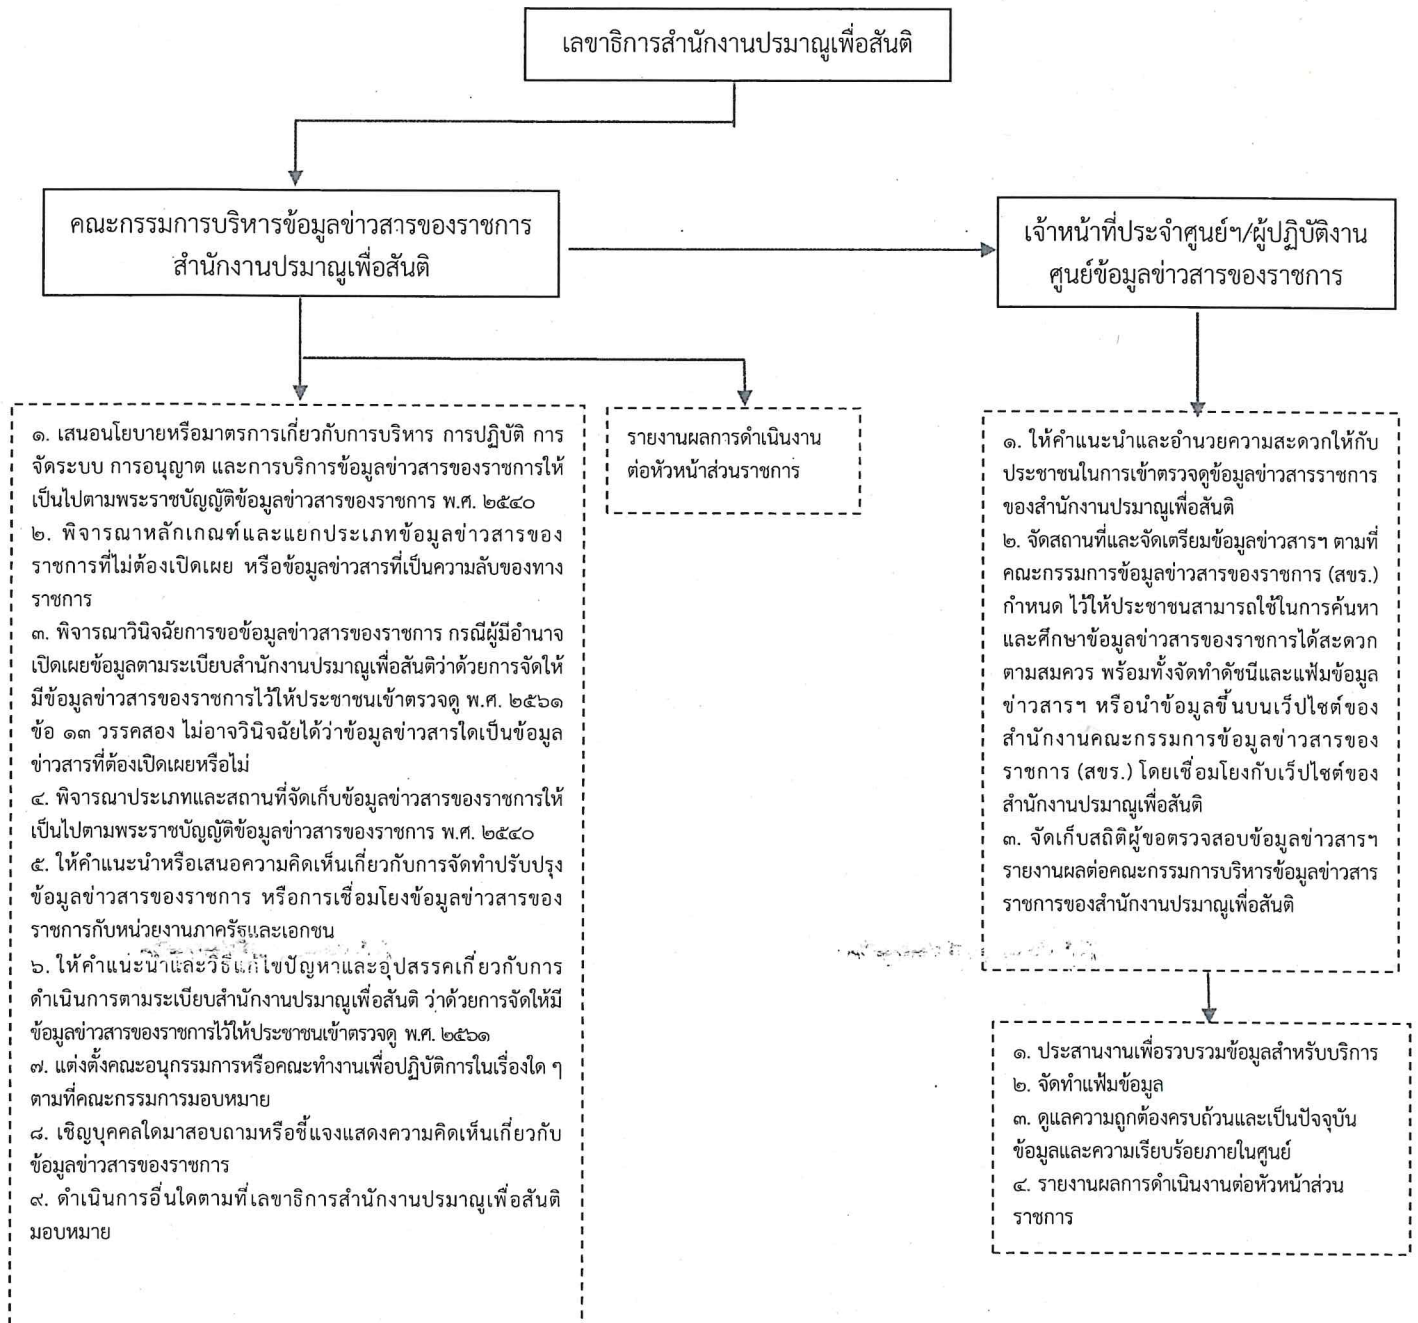 เลขาธิการสำนักงานปรมาณูเพื่อสันติ
คณะกรรมการบริหารข้อมูลข่าวสารของราชการ
สำนักงานปรมาณูเพื่อสันติ
เจ้าหน้าที่ประจำศูนย์ฯ/ผู้ปฏิบัติงาน
ศูนย์ข้อมูลข่าวสารของราชการ
๑. เสนอนโยบายหรือมาตรการเกี่ยวกับการบริหาร การปฏิบัติ การ
จัดระบบ การอนุญาต และการบริการข้อมูลข่าวสารของราชการให้
เป็นไปตามพระราชบัญญัติข้อมูลข่าวสารของราชการ พ.ศ. ๒๕๔๐
๒. พิจารณาหลักเกณฑ์และแยกประเภทข้อมูลข่าวสารของ
ราชการที่ไม่ต้องเปิดเผย หรือข้อมูลข่าวสารที่เป็นความลับของทาง
ราชการ
๓. พิจารณาวินิจฉัยการขอข้อมูลข่าวสารของราชการ กรณีผู้มีอำนาจ
เปิดเผยข้อมูลตามระเบียบสำนักงานปรมาณูเพื่อสันติว่าด้วยการจัดให้
มีข้อมูลข่าวสารของราชการไว้ให้ประชาชนเข้าตรวจดู พ.ศ. ๒๕๖๑
ข้อ ๑๓ วรรคสอง ไม่อาจวินิจฉัยได้ว่าข้อมูลข่าวสารใดเป็นข้อมูล
ข่าวสารที่ต้องเปิดเผยหรือไม่
๔. พิจารณาประเภทและสถานที่จัดเก็บข้อมูลข่าวสารของราชการให้
เป็นไปตามพระราชบัญญัติข้อมูลข่าวสารของราชการ พ.ศ. ๒๕๔๐
๕. ให้คำแนะนำหรือเสนอความคิดเห็นเกี่ยวกับการจัดทำปรับปรุง
ข้อมูลข่าวสารของราชการ หรือการเชื่อมโยงข้อมูลข่าวสารของ
ราชการกับหน่วยงานภาครัฐและเอกชน
๖. ให้คำแนะนำและวิธีแก้ไขปัญหาและอุปสรรคเกี่ยวกับการ
ดำเนินการตามระเบียบสำนักงานปรมาณูเพื่อสันติ ว่าด้วยการจัดให้มี
ข้อมูลข่าวสารของราชการไว้ให้ประชาชนเข้าตรวจดู พ.ศ. ๒๕๖๑
๗. แต่งตั้งคณะอนุกรรมการหรือคณะทำงานเพื่อปฏิบัติการในเรื่องใด ๆ
ตามที่คณะกรรมการมอบหมาย
๘. เชิญบุคคลใดมาสอบถามหรือชี้แจงแสดงความคิดเห็นเกี่ยวกับ
ข้อมูลข่าวสารของราชการ
๙. ดำเนินการอื่นใดตามที่เลขาธิการสำนักงานปรมาณูเพื่อสันติ
มอบหมาย
รายงานผลการดำเนินงาน
ต่อหัวหน้าส่วนราชการ
๑. ให้คำแนะนำและอำนวยความสะดวกให้กับ
ประชาชนในการเข้าตรวจดูข้อมูลข่าวสารราชการ
ของสำนักงานปรมาณูเพื่อสันติ
๒. จัดสถานที่และจัดเตรียมข้อมูลข่าวสารฯ ตามที่
คณะกรรมการข้อมูลข่าวสารของราชการ (สขร.)
กำหนด ไว้ให้ประชาชนสามารถใช้ในการค้นหา
และศึกษาข้อมูลข่าวสารของราชการได้สะดวก
ตามสมควร พร้อมทั้งจัดทำดัชนีและแฟ้มข้อมูล
ข่าวสารฯ หรือนำข้อมูลขึ้นบนเว็ปไซต์ของ
สำนักงานคณะกรรมการข้อมูลข่าวสารของ
ราชการ (สขร.) โดยเชื่อมโยงกับเว็ปไซต์ของ
สำนักงานปรมาณูเพื่อสันติ
๓. จัดเก็บสถิติผู้ขอตรวจสอบข้อมูลข่าวสารฯ
รายงานผลต่อคณะกรรมการบริหารข้อมูลข่าวสาร
ราชการของสำนักงานปรมาณูเพื่อสันติ
๑. ประสานงานเพื่อรวบรวมข้อมูลสำหรับบริการ
๒. จัดทำแฟ้มข้อมูล
๓. ดูแลความถูกต้องครบถ้วนและเป็นปัจจุบัน
ข้อมูลและความเรียบร้อยภายในศูนย์
๔. รายงานผลการดำเนินงานต่อหัวหน้าส่วน
ราชการ